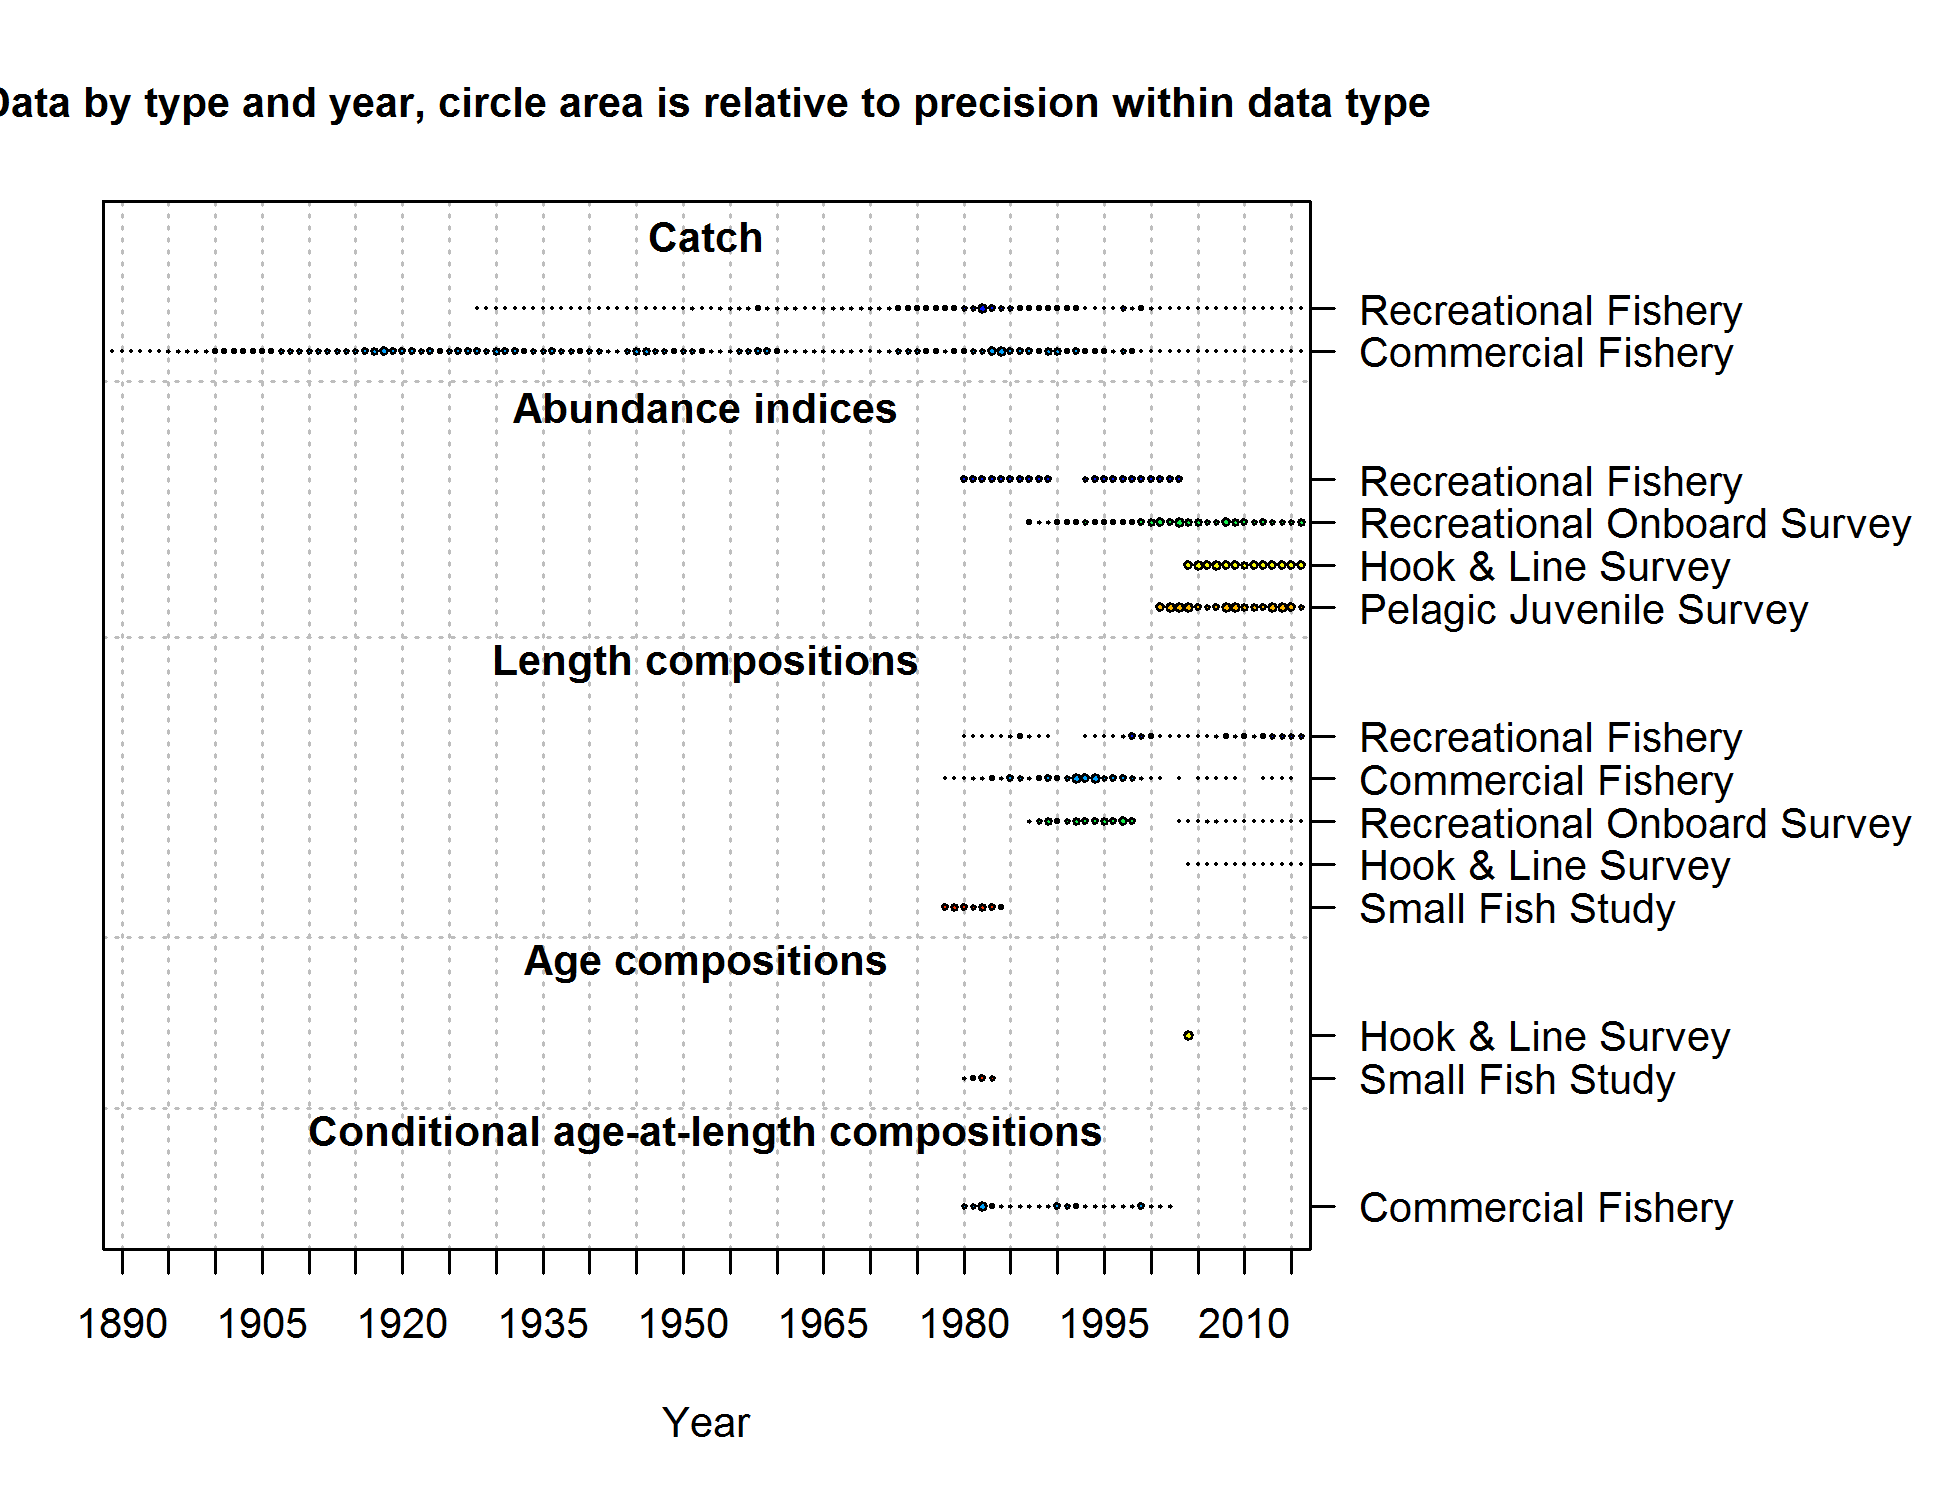 ata by type and year, circle area is relative to precision within data type
Catch
Recreational Fishery
Commercial Fishery
Abundance indices
Recreational Fishery
Recreational Onboard Survey
Hook & Line Survey
Pelagic Juvenile Survey
Length compositions
Recreational Fishery
Commercial Fishery
Recreational Onboard Survey
Hook & Line Survey
Small Fish Study
Age compositions
Hook & Line Survey
Small Fish Study
Conditional age-at-length compositions
Commercial Fishery
1890 1905 1920 1935 1950 1965 1980 1995 2010
Year